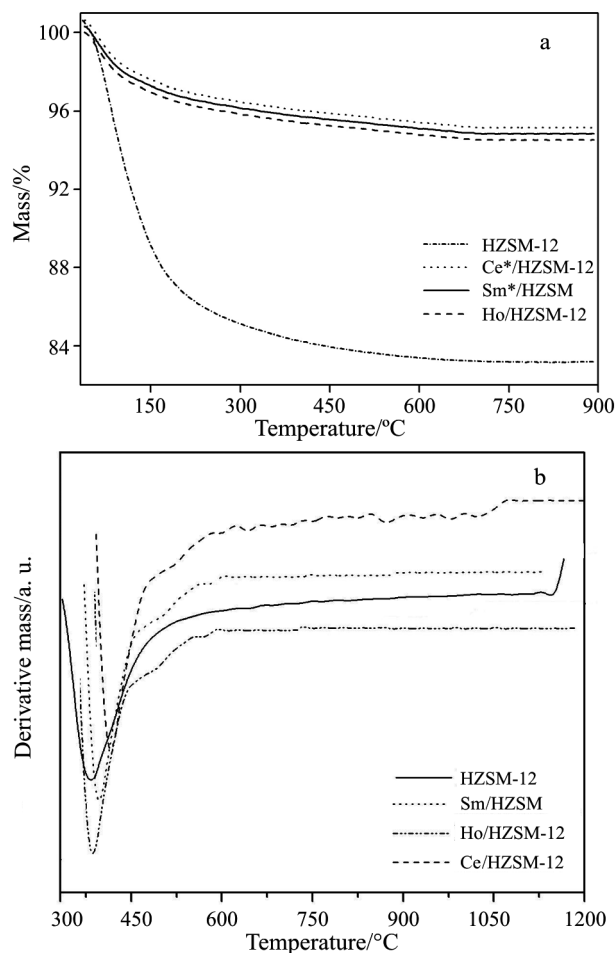 a
100
96
92
88
84
Mass/%
HZSM-12
Ce*/HZSM-12
Sm*/HZSM
Ho/HZSM-12
150 300 450 600 750 900
Temperature/ºC
b
Derivative mass/a. u.
HZSM-12
Sm/HZSM
Ho/HZSM-12
Ce/HZSM-12
300 450 600 750 900 1050 1200
Temperature/°C